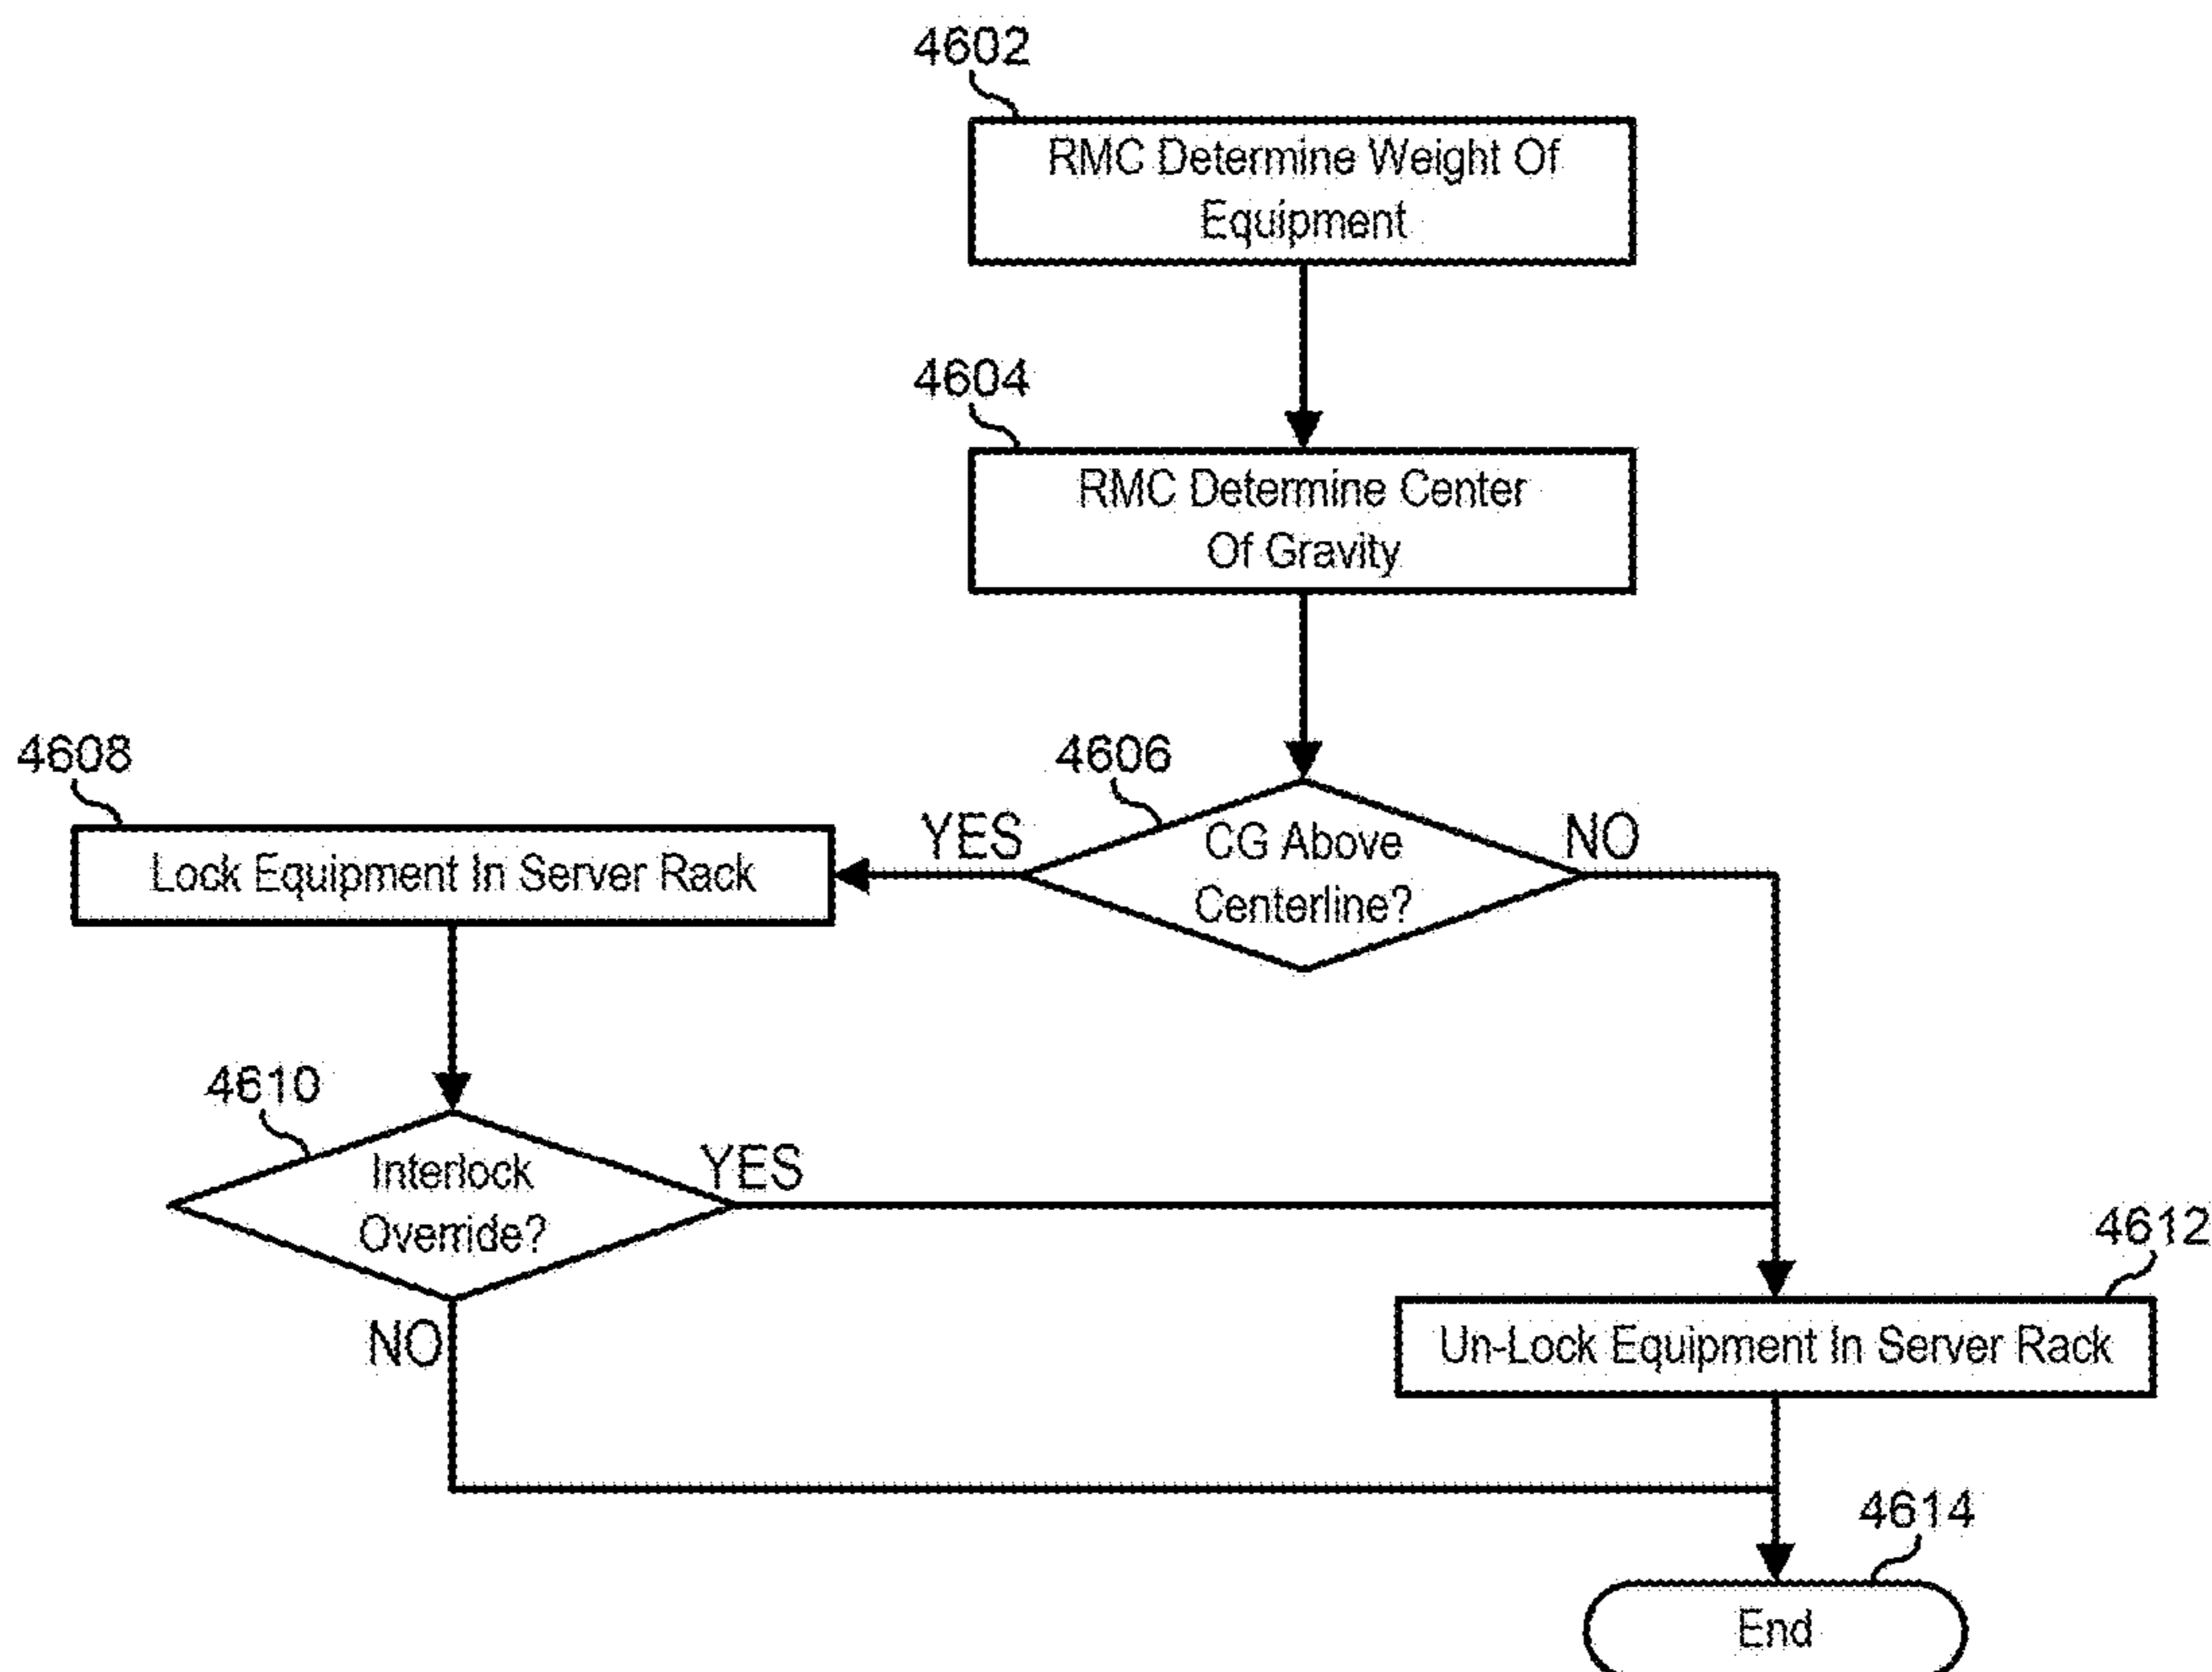 4602
RMC Determine Weight Of
Equipment
4604
RMC Determine Center
Of Gravity
4606
CG Above
Centerline?
YES
NO
4608
Lock Equipment In Server Rack
4610
Interlock
Override?
YES
NO
4612
Un-Lock Equipment In Server Rack
4614
End